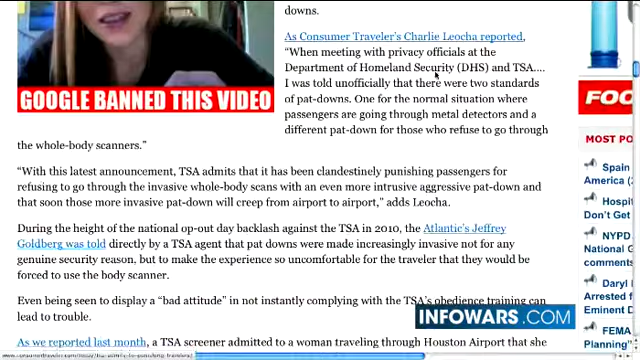 downs.
As Consumer Traveler's Charlie Leocha reported,
“When meeting with privacy officials at the
Department of Homeland Security (DHS) and TSA....
I was told unofficially that there were two standards
of pat-downs. One for the normal situation where
passengers are going through metal detectors and a
different pat-down for those who refuse to go through
the whole-body scanners.”
GOOGLE BANNED THIS VIDEO
“With this latest announcement, TSA admits that it has been clandestinely punishing passengers for
refusing to go through the invasive whole-body scans with an even more intrusive aggressive pat-down and
that soon those more invasive pat-down will creep from airport to airport,” adds Leocha.
During the height of the national opt-out day backlash against the TSA in 2010, the Atlantic's Jeffrey
Goldberg was told directly by a TSA agent that pat downs were made increasingly invasive not for any
genuine security reason, but to make the experience so uncomfortable for the traveler that they would be
forced to use the body scanner.
Even being seen to display a “bad attitude” in not instantly complying with the TSA's obedience training can
lead to trouble.
As we reported last month, a TSA screener admitted to a woman traveling through Houston Airport that she
FOO
MOST PO
Spain
America (2
Hospit
Don't Get
NYPD
National G
comments
Daryl
Arrested f
Eminent D
FEMA
Planning”
INFOWARS.COM